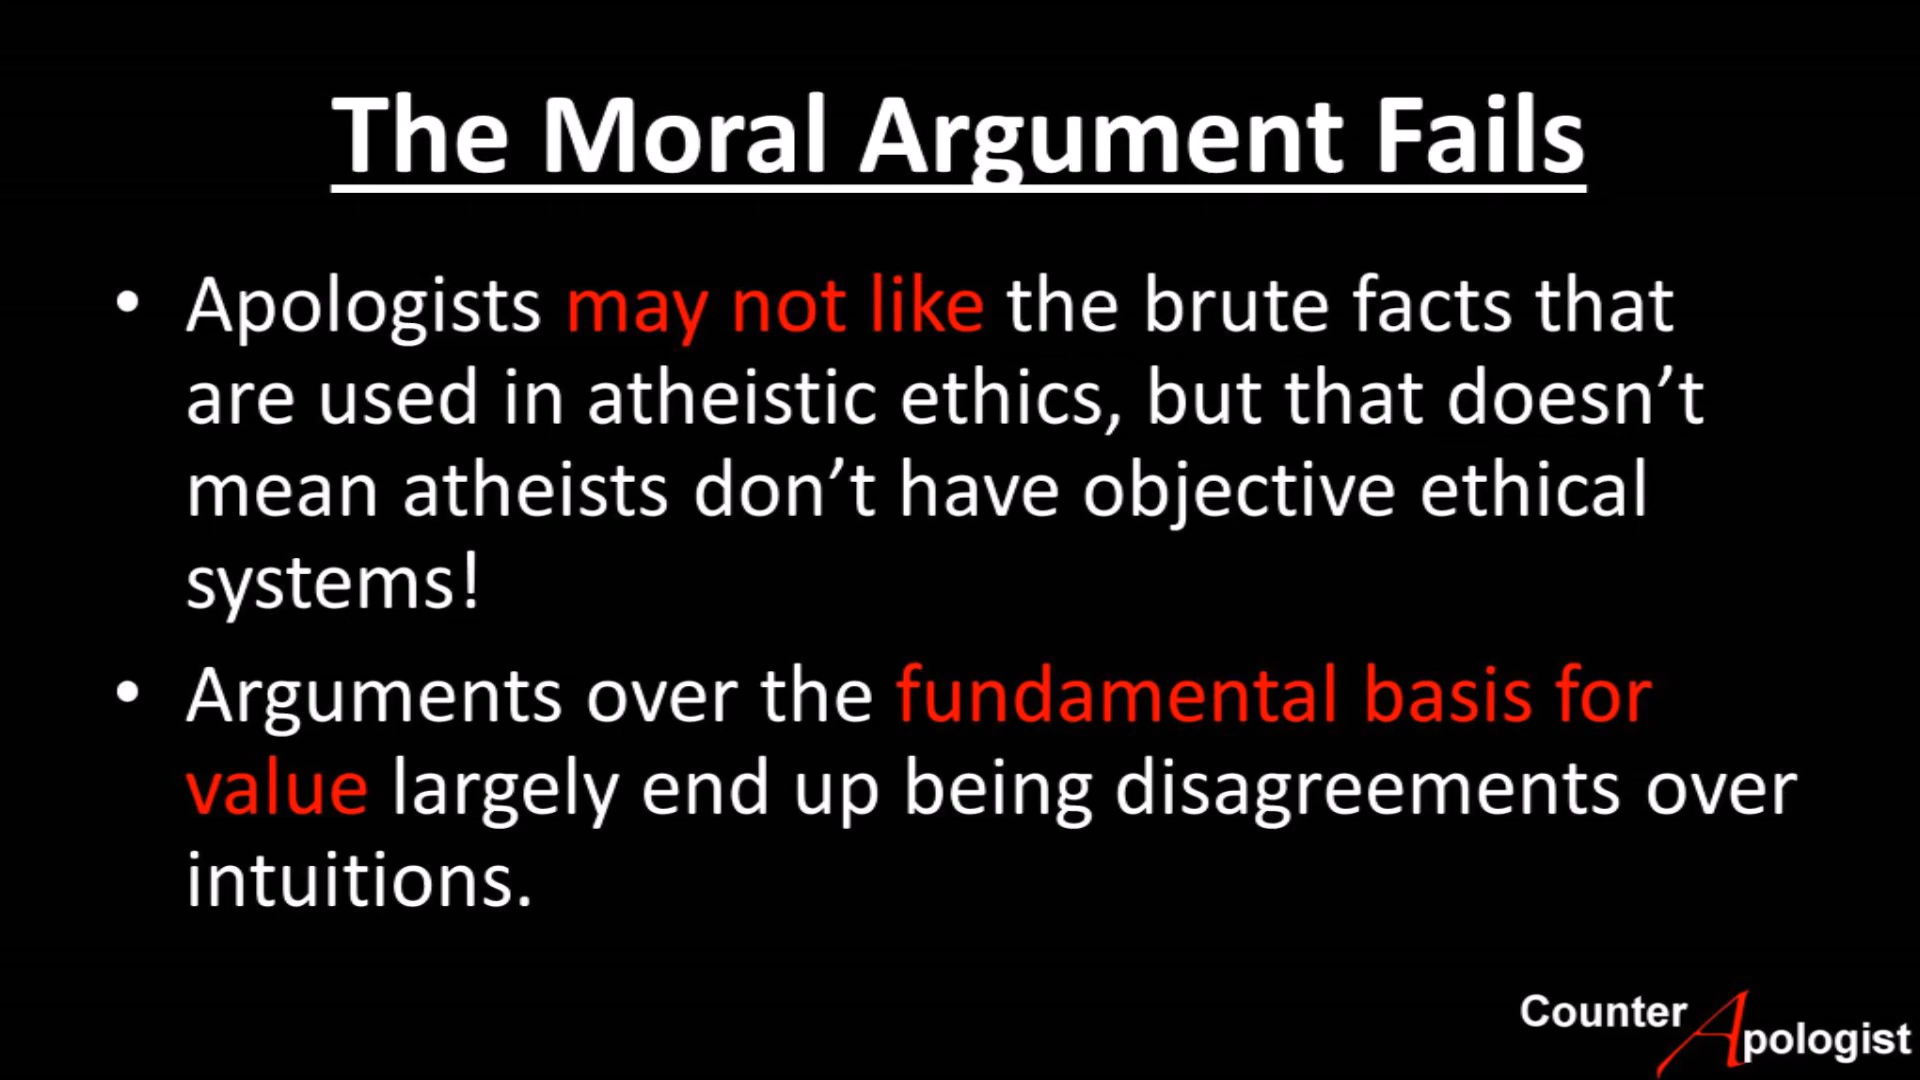 The Moral Argument Fails
• Apologists may not like the brute facts that
are used in atheistic ethics, but that doesn’t
mean atheists don’t have objective ethical
systems!
• Arguments over the fundamental basis for
value largely end up being disagreements over
intuitions.
Counter
Apologist